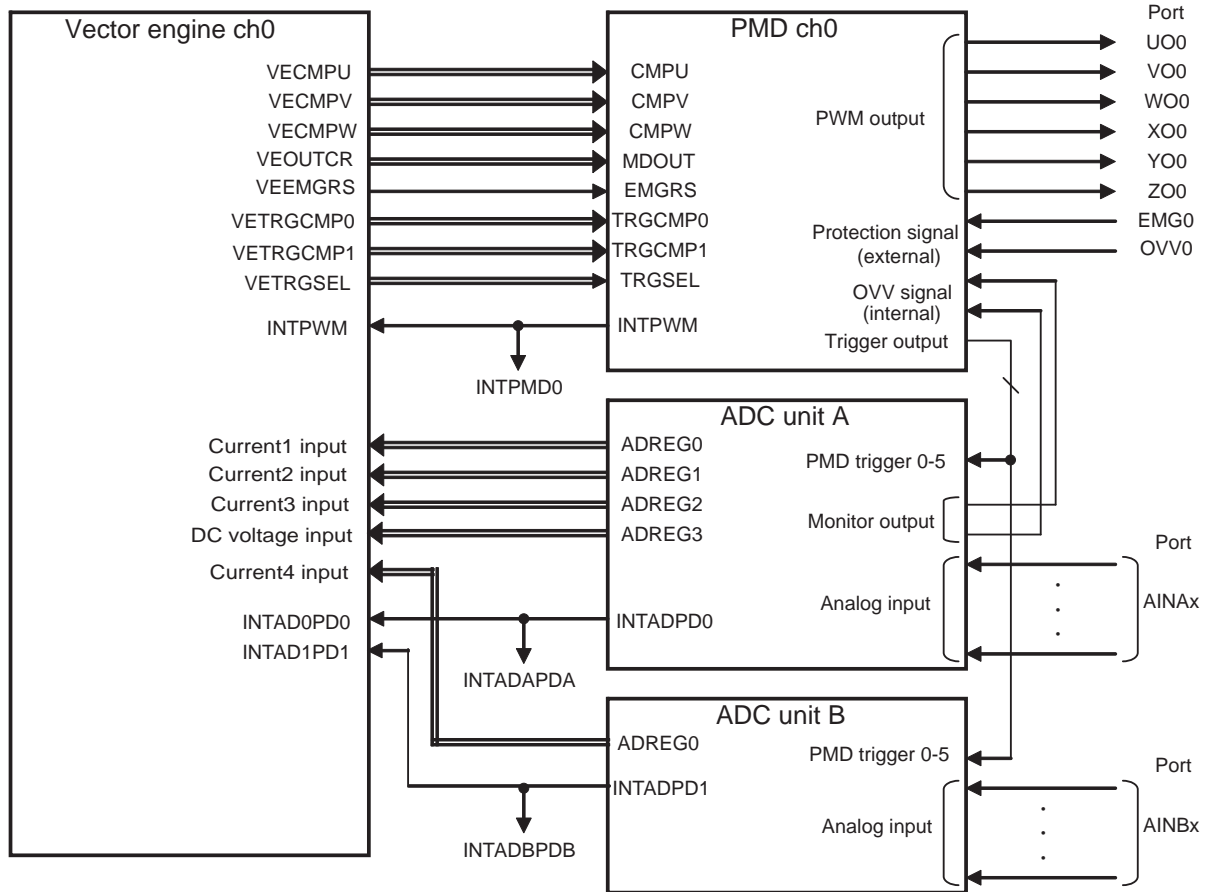 Vector engine ch0
VECMPU
VECMPV
VECMPW
VEOUTCR
VEEMGRS
VETRGCMP0
VETRGCMP1
VETRGSEL
INTPWM
Current1 input
Current2 input
Current3 input
DC voltage input
Current4 input
INTAD0PD0
INTAD1PD1
INTPMD0
INTADAPDA
INTADBPDB
PMD ch0
CMPU
CMPV
CMPW
MDOUT
EMGRS
TRGCMP0
TRGCMP1
TRGSEL
INTPWM
PWM output
Protection signal
(external)
OVV signal
(internal)
Trigger output
Port
UO0
VO0
WO0
XO0
YO0
ZO0
EMG0
OVV0
ADC unit A
ADREG0
ADREG1
ADREG2
ADREG3
INTADPD0
PMD trigger 0-5
Monitor output
Analog input
Port
AINAx
ADC unit B
ADREG0
INTADPD1
PMD trigger 0-5
Analog input
Port
AINBx